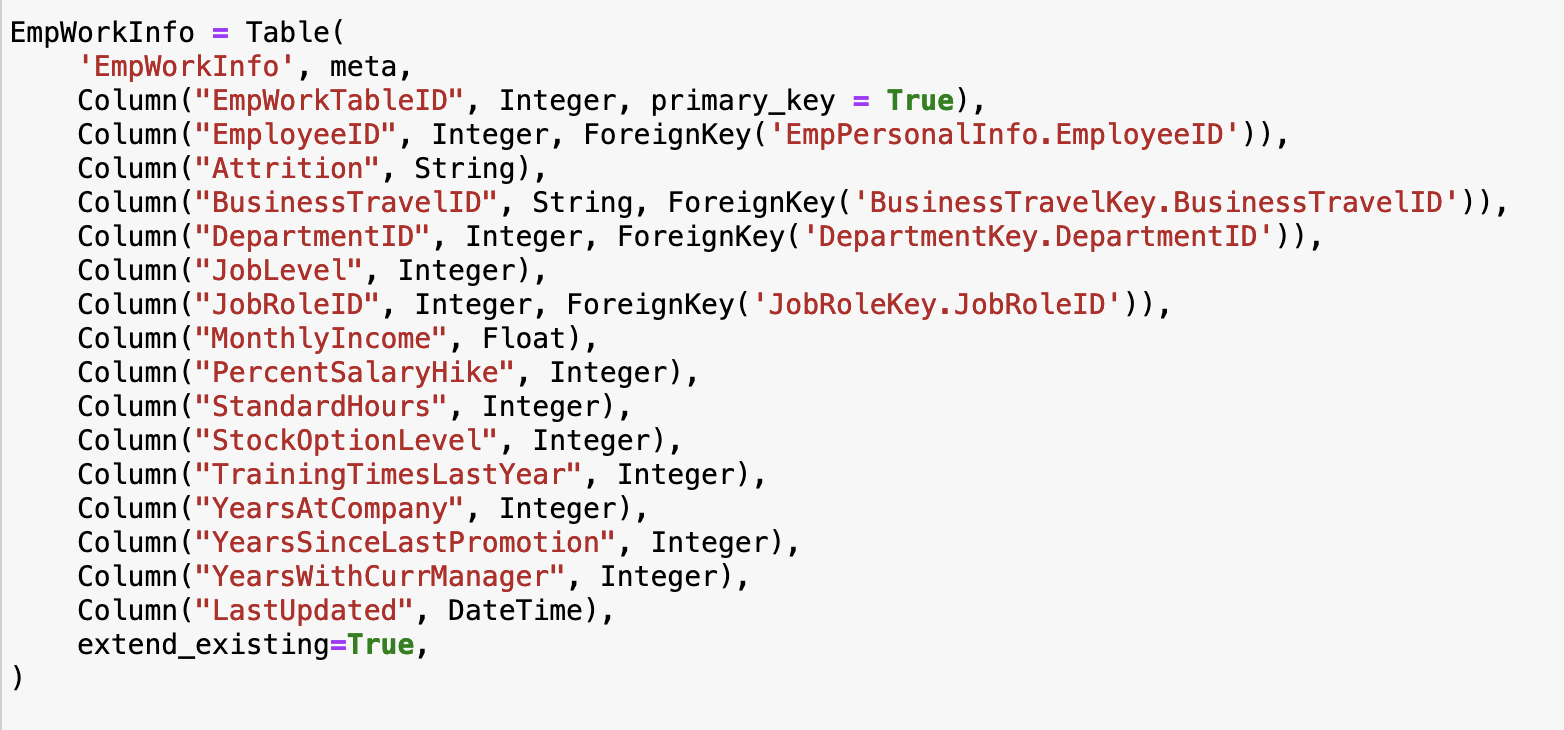 EmpWorkInfo = Table(
    'EmpWorkInfo', meta,
    Column("EmpWorkTableID", Integer, primary_key = True),
    Column("EmployeeID", Integer, ForeignKey('EmpPersonalInfo.EmployeeID')),
    Column("Attrition", String),
    Column("BusinessTravelID", String, ForeignKey('BusinessTravelKey.BusinessTravelID')),
    Column("DepartmentID", Integer, ForeignKey('DepartmentKey.DepartmentID')),
    Column("JobLevel", Integer),
    Column("JobRoleID", Integer, ForeignKey('JobRoleKey.JobRoleID')),
    Column("MonthlyIncome", Float),
    Column("PercentSalaryHike", Integer),
    Column("StandardHours", Integer),
    Column("StockOptionLevel", Integer),
    Column("TrainingTimesLastYear", Integer),
    Column("YearsAtCompany", Integer),
    Column("YearsSinceLastPromotion", Integer),
    Column("YearsWithCurrManager", Integer),
    Column("LastUpdated", DateTime),
    extend_existing=True,
)